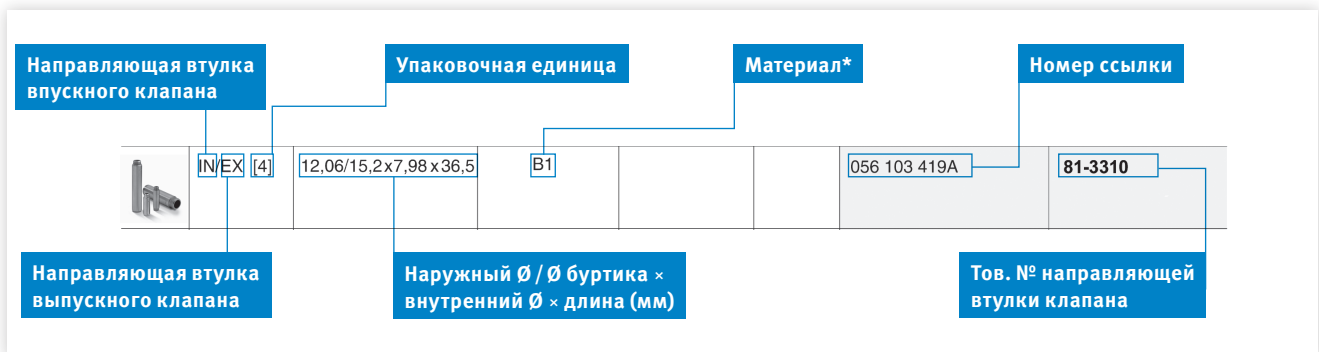 Направляющая втулка
впускного клапана
Упаковочная единица
Материал*
Номер ссылки
IN/EX [4]
12,06/15,2x7,98x36,5
B1
056 103 419A
81-3310
Направляющая втулка
выпускного клапана
Наружный Ø / Ø буртика ×
внутренний Ø × длина (мм)
Тов. № направляющей
втулки клапана